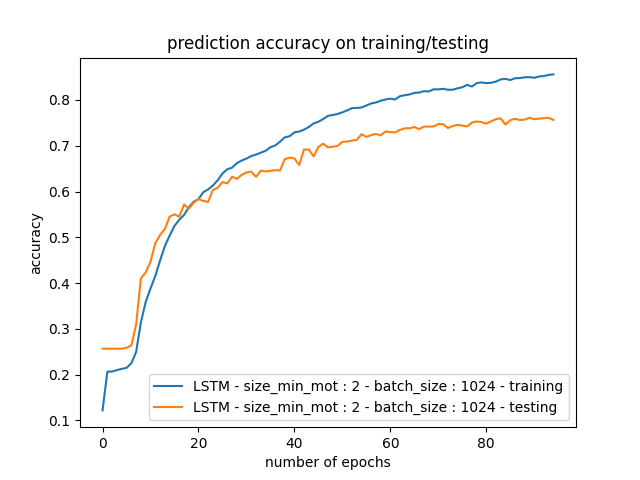 prediction accuracy on training/testing
accuracy
0.8
0.7
0.6
0.5
0.4
0.3
0.2
0.1
LSTM - size_min_mot : 2 - batch_size : 1024 - training
LSTM - size_min_mot : 2 - batch_size : 1024 - testing
0 20 40 60 80
number of epochs